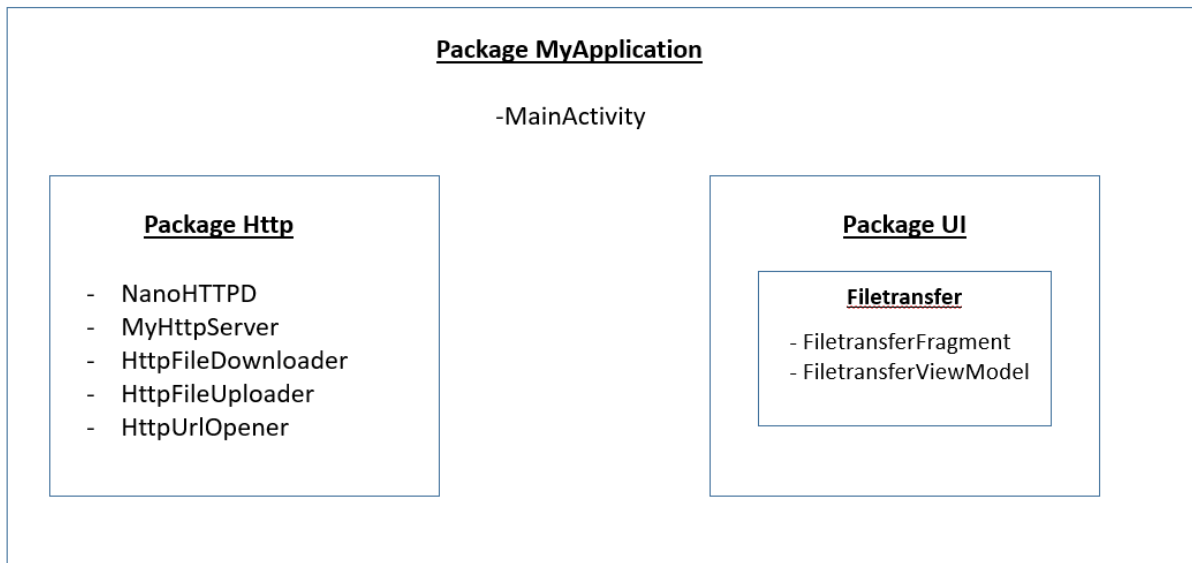 Package MyApplication
-MainActivity
Package Http
- NanoHTTPD
- MyHttpServer
- HttpFileDownloader
- HttpFileUploader
- HttpUrlOpener
Package UI
Filetransfer
- FiletransferFragment
- FiletransferViewModel